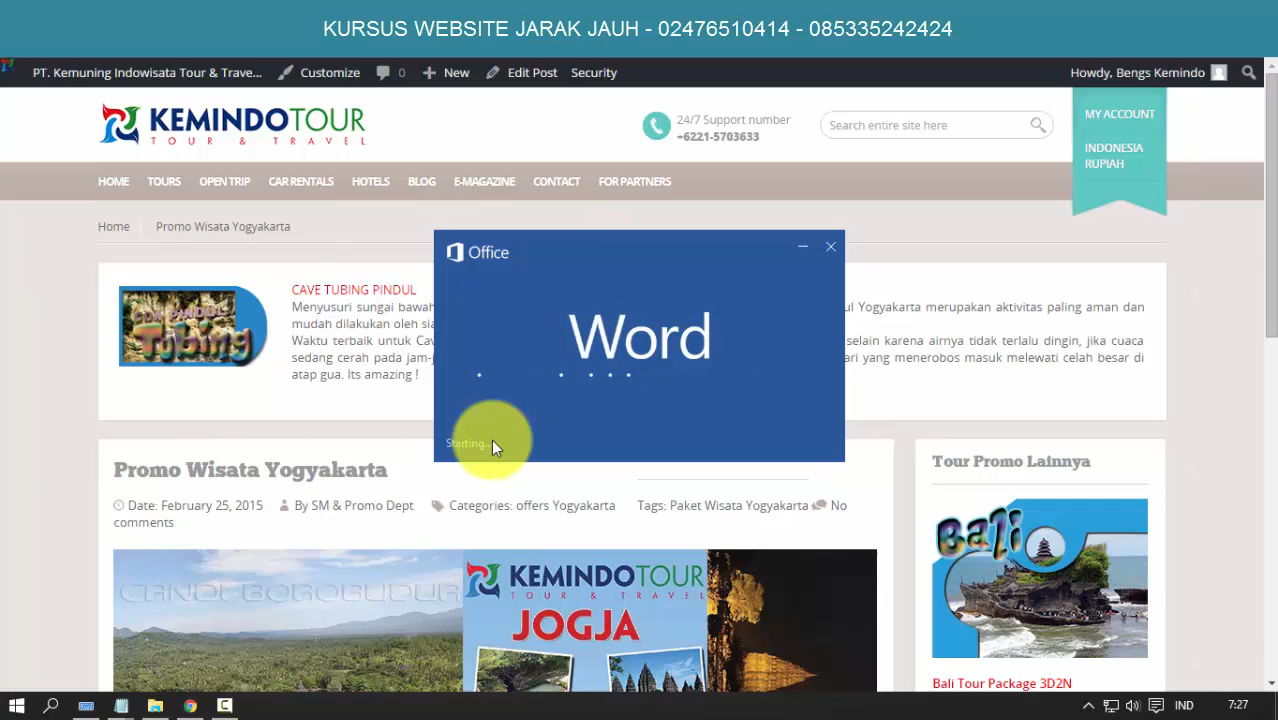 KURSUS WEBSITE JARAK JAUH - 02476510414 - 085335242424
PT. Kemuning Indowisata Tour & Trave... Customize 0 New Edit Post Security Howdy, Bengs Kemindo
KEMINDOTOUR
TOUR & TRAVEL
24/7 Support number
+6221-5703633
Search entire site here
MY ACCOUNT
INDONESIA
RUPIAH
HOME TOURS OPEN TRIP CAR RENTALS HOTELS BLOG E-MAGAZINE CONTACT FOR PARTNERS
Home Promo Wisata Yogyakarta
Office
Word
Starting...
CAVE TUBING PINDUL
Menyusuri sungai bawah ul Yogyakarta merupakan aktivitas paling aman dan
mudah dilakukan oleh sia
Waktu terbaik untuk Cav selain karena airnya tidak terlalu dingin, jika cuaca
sedang cerah pada jam-j ari yang menerobos masuk melewati celah besar di
atap gua. Its amazing !
Tubing
Promo Wisata Yogyakarta
Date: February 25, 2015 By SM & Promo Dept Categories: offers Yogyakarta Tags: Paket Wisata Yogyakarta No
comments
CANDI BOROBUDUR
KEMINDOTOUR
TOUR & TRAVEL
JOGJA
Tour Promo Lainnya
Bali
Bali Tour Package 3D2N
IND 7:27